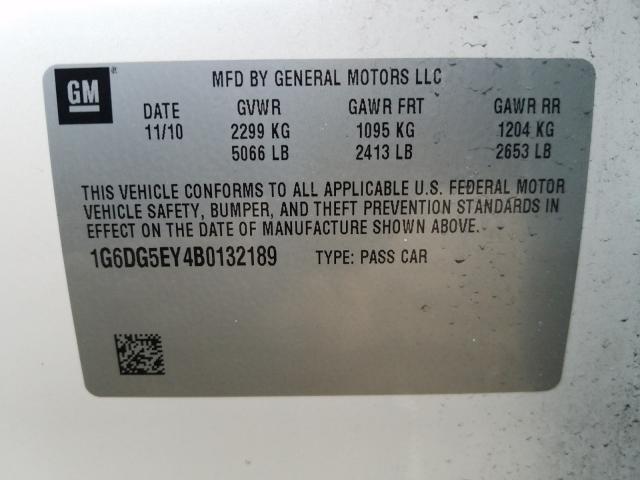 GM
MFD BY GENERAL MOTORS LLC
DATE GVWR GAWR FRT GAWR RR
11/10 2299 KG 1095 KG 1204 KG
5066 LB 2413 LB 2653 LB
THIS VEHICLE CONFORMS TO ALL APPLICABLE U.S. FEDERAL MOTOR
VEHICLE SAFETY, BUMPER, AND THEFT PREVENTION STANDARDS IN
EFFECT ON THE DATE OF MANUFACTURE SHOWN ABOVE.
1G6DG5EY4B0132189 TYPE: PASS CAR